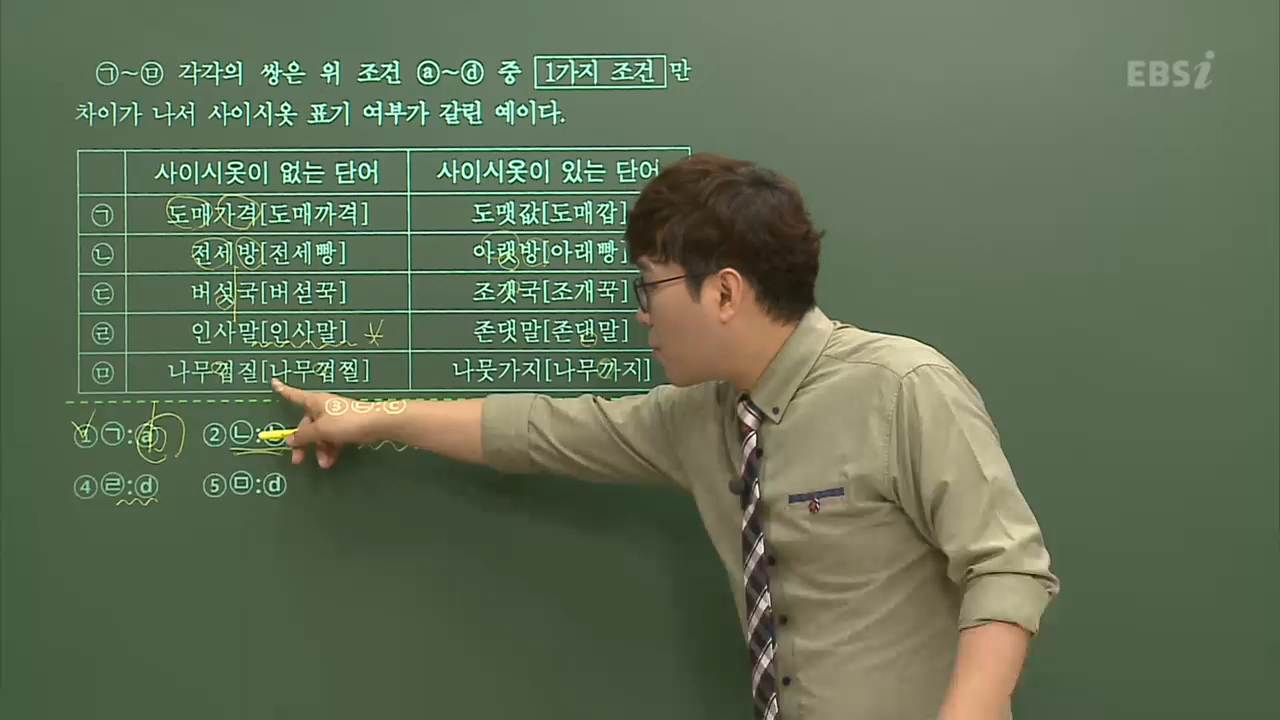 EBSi
㉠~㉤ 각각의 쌍은 위 조건 ⓐ~ⓓ 중 1가지 조건 만
차이가 나서 사이시옷 표기 여부가 갈린 예이다.
사이시옷이 없는 단어 사이시옷이 있는 단어
㉠ 도매가격[도매까격] 도맷값[도매깝]
㉡ 전세방[전세빵] 아랫방[아래빵]
㉢ 버섯국[버섣꾹] 조갯국[조개꾹]
㉣ 인사말[인사말] 존댓말[존댄말]
㉤ 나무껍질[나무껍찔] 나뭇가지[나무까지]
① ㉠:ⓐ ② ㉡:ⓑ ③ ㉢:ⓒ
④ ㉣:ⓓ ⑤ ㉤:ⓓ